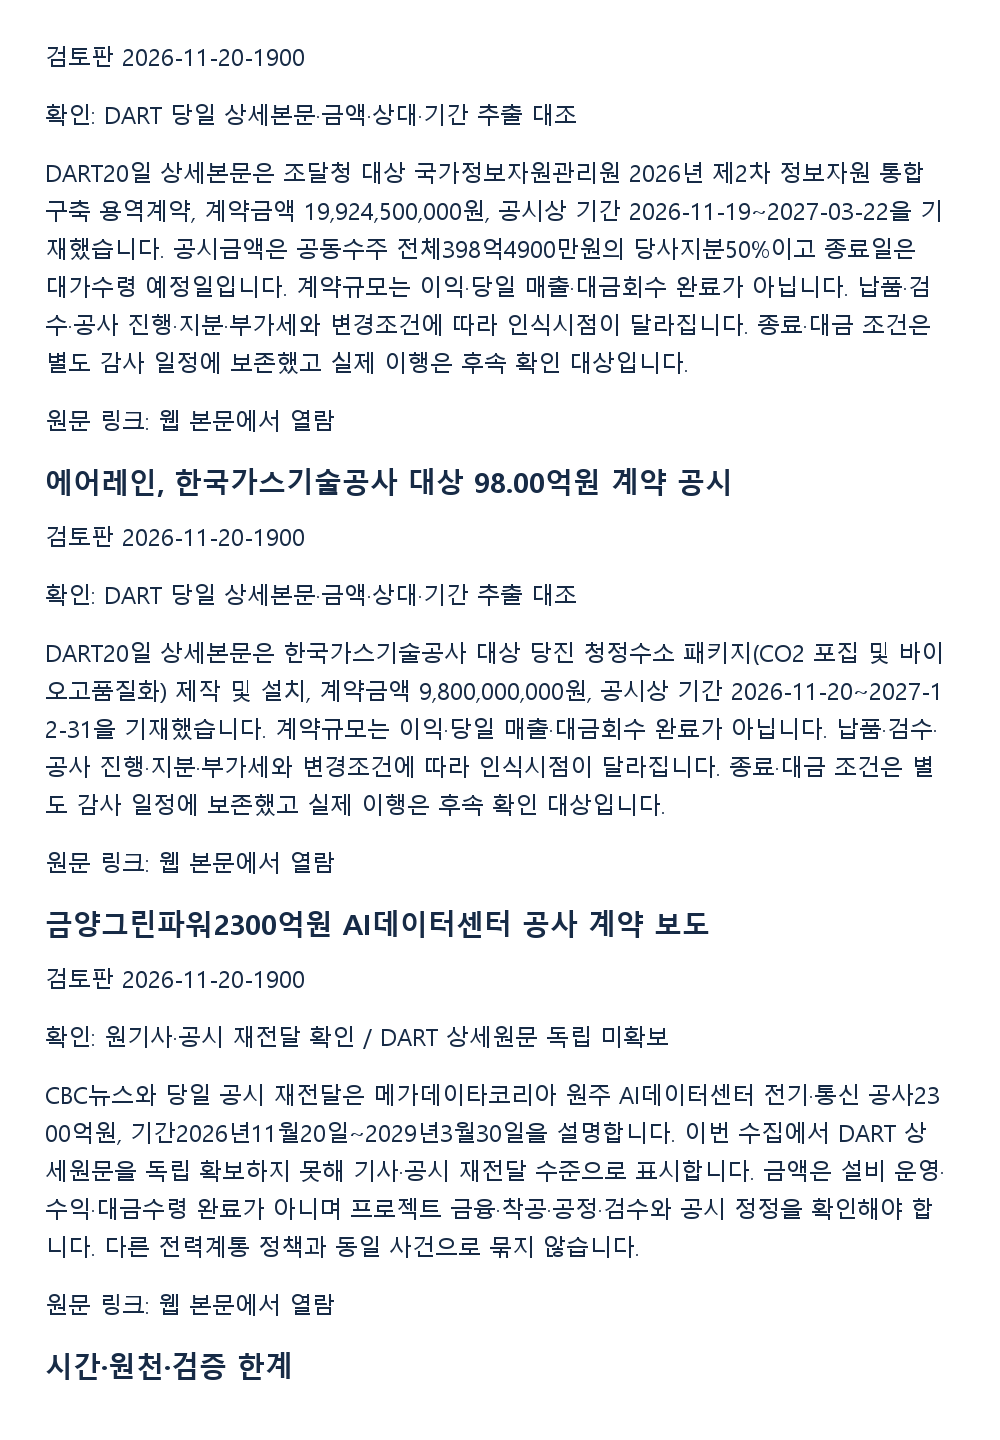 검토판 2026-11-20-1900
확인: DART 당일 상세본문·금액·상대·기간 추출 대조
DART20일 상세본문은 조달청 대상 국가정보자원관리원 2026년 제2차 정보자원 통합
구축 용역계약, 계약금액 19,924,500,000원, 공시상 기간 2026-11-19~2027-03-22을 기
재했습니다. 공시금액은 공동수주 전체398억4900만원의 당사지분50%이고 종료일은
대가수령 예정일입니다. 계약규모는 이익·당일 매출·대금회수 완료가 아닙니다. 납품·검
수·공사 진행·지분·부가세와 변경조건에 따라 인식시점이 달라집니다. 종료·대금 조건은
별도 감사 일정에 보존했고 실제 이행은 후속 확인 대상입니다.
원문 링크: 웹 본문에서 열람
에어레인, 한국가스기술공사 대상 98.00억원 계약 공시
검토판 2026-11-20-1900
확인: DART 당일 상세본문·금액·상대·기간 추출 대조
DART20일 상세본문은 한국가스기술공사 대상 당진 청정수소 패키지(CO2 포집 및 바이
오고품질화) 제작 및 설치, 계약금액 9,800,000,000원, 공시상 기간 2026-11-20~2027-1
2-31을 기재했습니다. 계약규모는 이익·당일 매출·대금회수 완료가 아닙니다. 납품·검수·
공사 진행·지분·부가세와 변경조건에 따라 인식시점이 달라집니다. 종료·대금 조건은 별
도 감사 일정에 보존했고 실제 이행은 후속 확인 대상입니다.
원문 링크: 웹 본문에서 열람
금양그린파워2300억원 AI데이터센터 공사 계약 보도
검토판 2026-11-20-1900
확인: 원기사·공시 재전달 확인 / DART 상세원문 독립 미확보
CBC뉴스와 당일 공시 재전달은 메가데이타코리아 원주 AI데이터센터 전기·통신 공사23
00억원, 기간2026년11월20일~2029년3월30일을 설명합니다. 이번 수집에서 DART 상
세원문을 독립 확보하지 못해 기사·공시 재전달 수준으로 표시합니다. 금액은 설비 운영·
수익·대금수령 완료가 아니며 프로젝트 금융·착공·공정·검수와 공시 정정을 확인해야 합
니다. 다른 전력계통 정책과 동일 사건으로 묶지 않습니다.
원문 링크: 웹 본문에서 열람
시간·원천·검증 한계